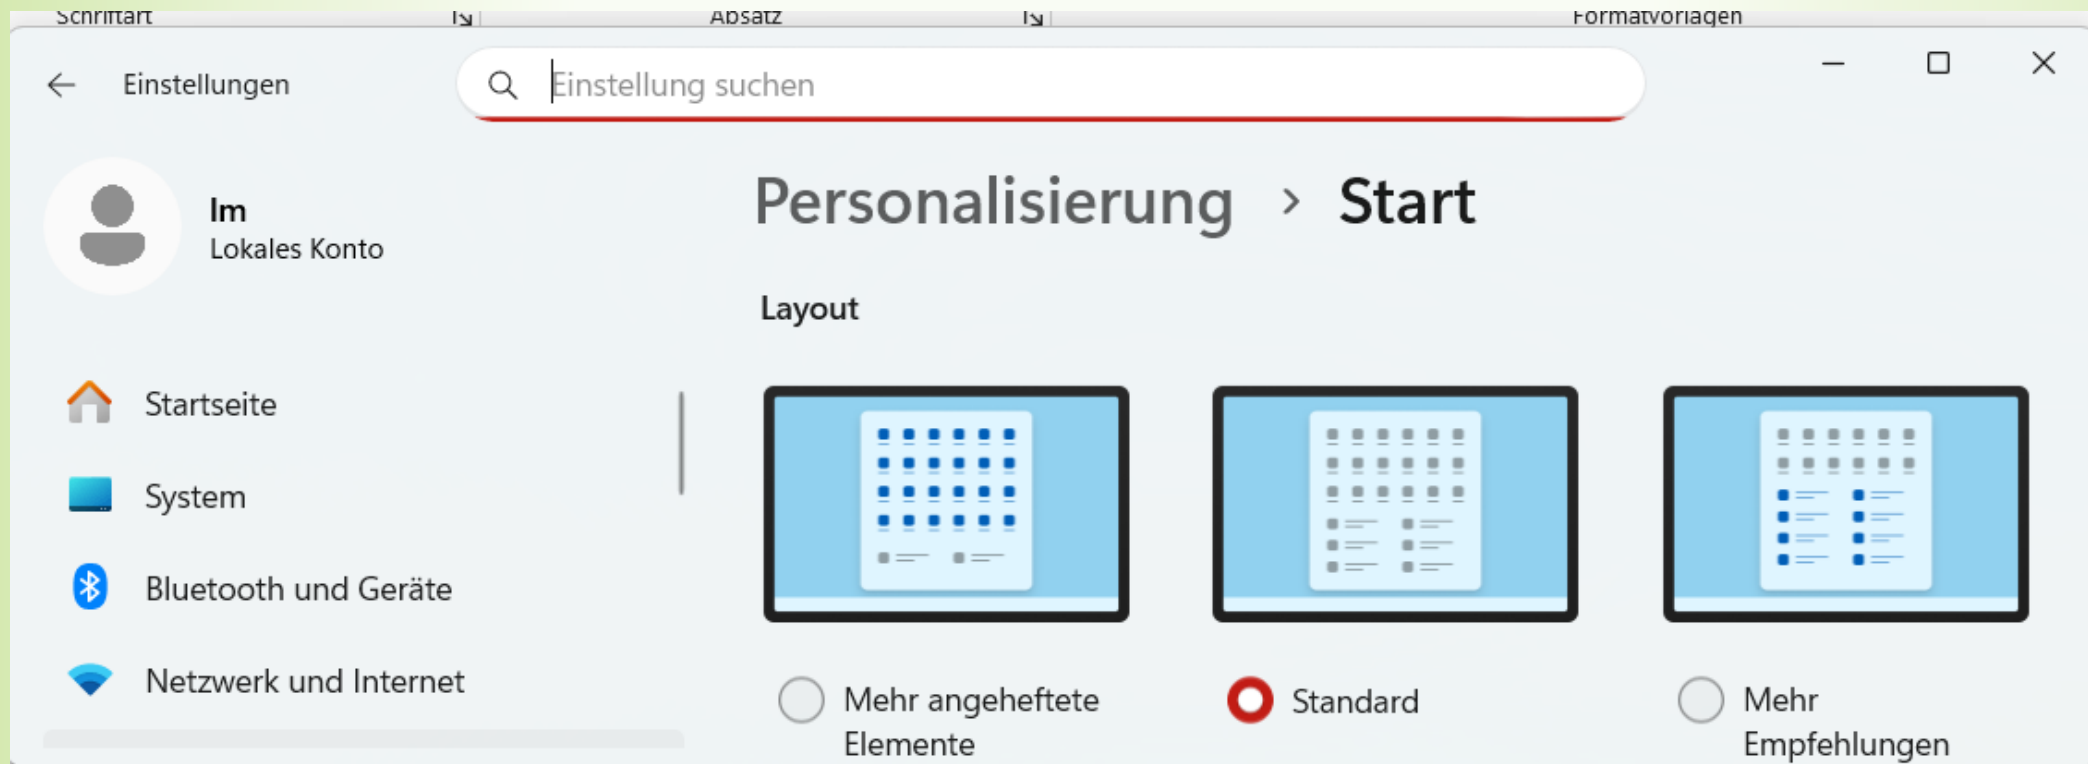 Schriftart
Absatz
Formatvorlagen
Einstellungen
Einstellung suchen
Im
Lokales Konto
Personalisierung > Start
Layout
Startseite
System
Bluetooth und Geräte
Netzwerk und Internet
Mehr angeheftete
Elemente
Standard
Mehr
Empfehlungen